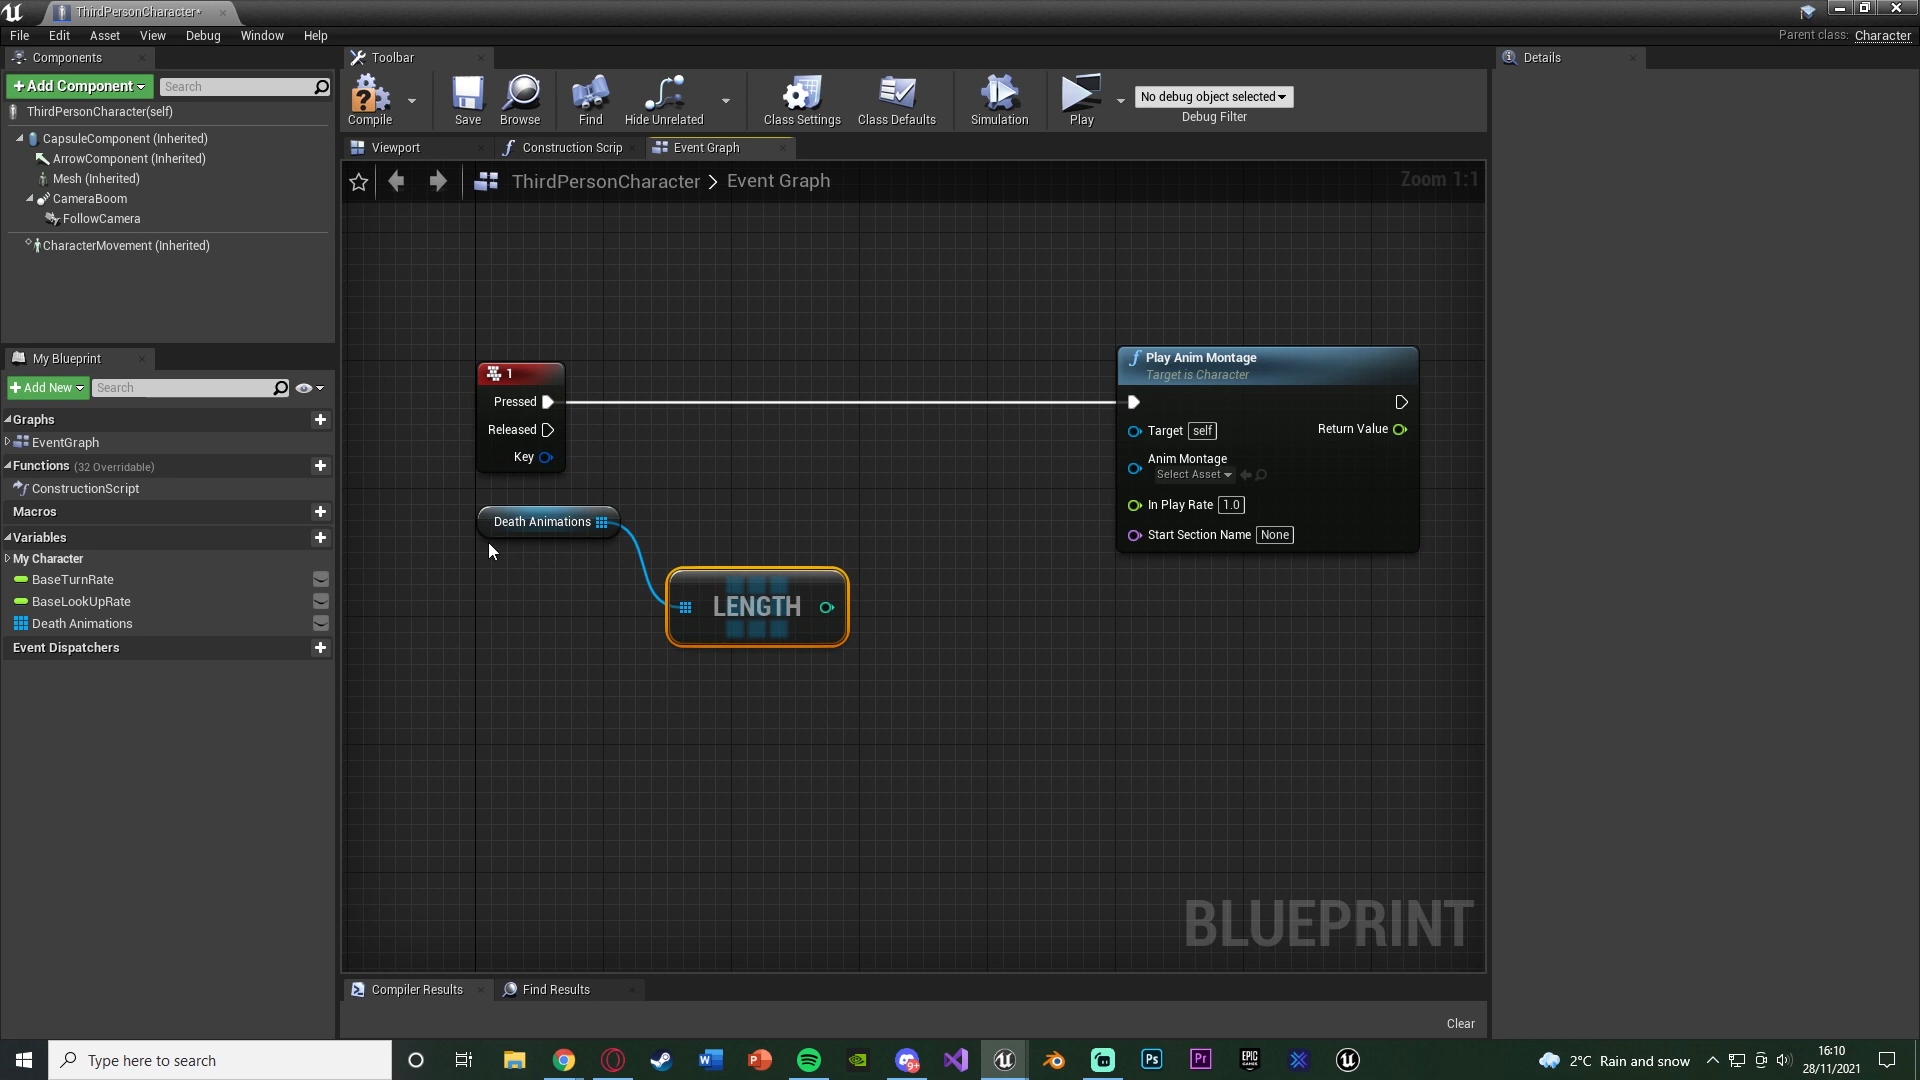 ThirdPersonCharacter*
File Edit Asset View Debug Window Help
Parent class: Character
Components
Toolbar
Details
+Add Component
Search
Compile
Save
Browse
Find
Hide Unrelated
Class Settings
Class Defaults
Simulation
Play
No debug object selected
Debug Filter
ThirdPersonCharacter(self)
CapsuleComponent (Inherited)
ArrowComponent (Inherited)
Mesh (Inherited)
CameraBoom
FollowCamera
CharacterMovement (Inherited)
Viewport
Construction Scrip
Event Graph
ThirdPersonCharacter > Event Graph
Zoom 1:1
My Blueprint
+Add New
Search
Graphs
EventGraph
Functions (32 Overridable)
ConstructionScript
Macros
Variables
My Character
BaseTurnRate
BaseLookUpRate
Death Animations
Event Dispatchers
1
Pressed
Released
Key
Death Animations
LENGTH
Play Anim Montage
Target is Character
Target self
Return Value
Anim Montage
Select Asset
In Play Rate 1.0
Start Section Name None
BLUEPRINT
Compiler Results
Find Results
Clear
Type here to search
9+
Ps
Pr
EPIC
GAMES
2°C Rain and snow
16:10
28/11/2021